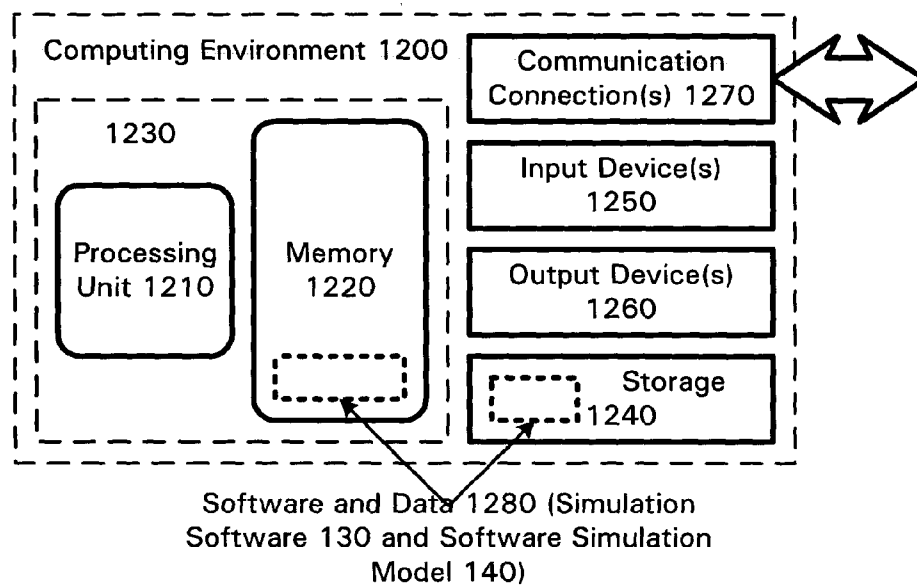 Computing Environment 1200
1230
Processing
Unit 1210
Memory
1220
Communication
Connection(s) 1270
Input Device(s)
1250
Output Device(s)
1260
Storage
1240
Software and Data 1280 (Simulation
Software 130 and Software Simulation
Model 140)